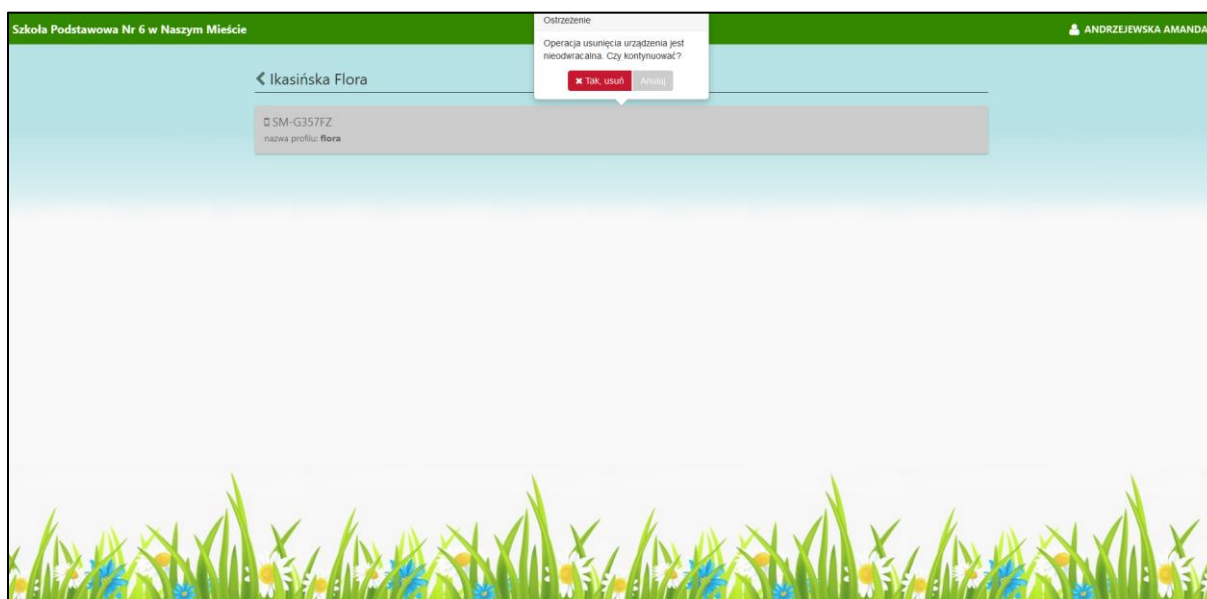 Szkoła Podstawowa Nr 6 w Naszym Mieście
ANDRZEJEWSKA AMANDA
Ostrzeżenie
Operacja usunięcia urządzenia jest
nieodwracalna. Czy kontynuować?
Tak, usuń Anuluj
Ikasińska Flora
SM-G357FZ
nazwa profilu: flora